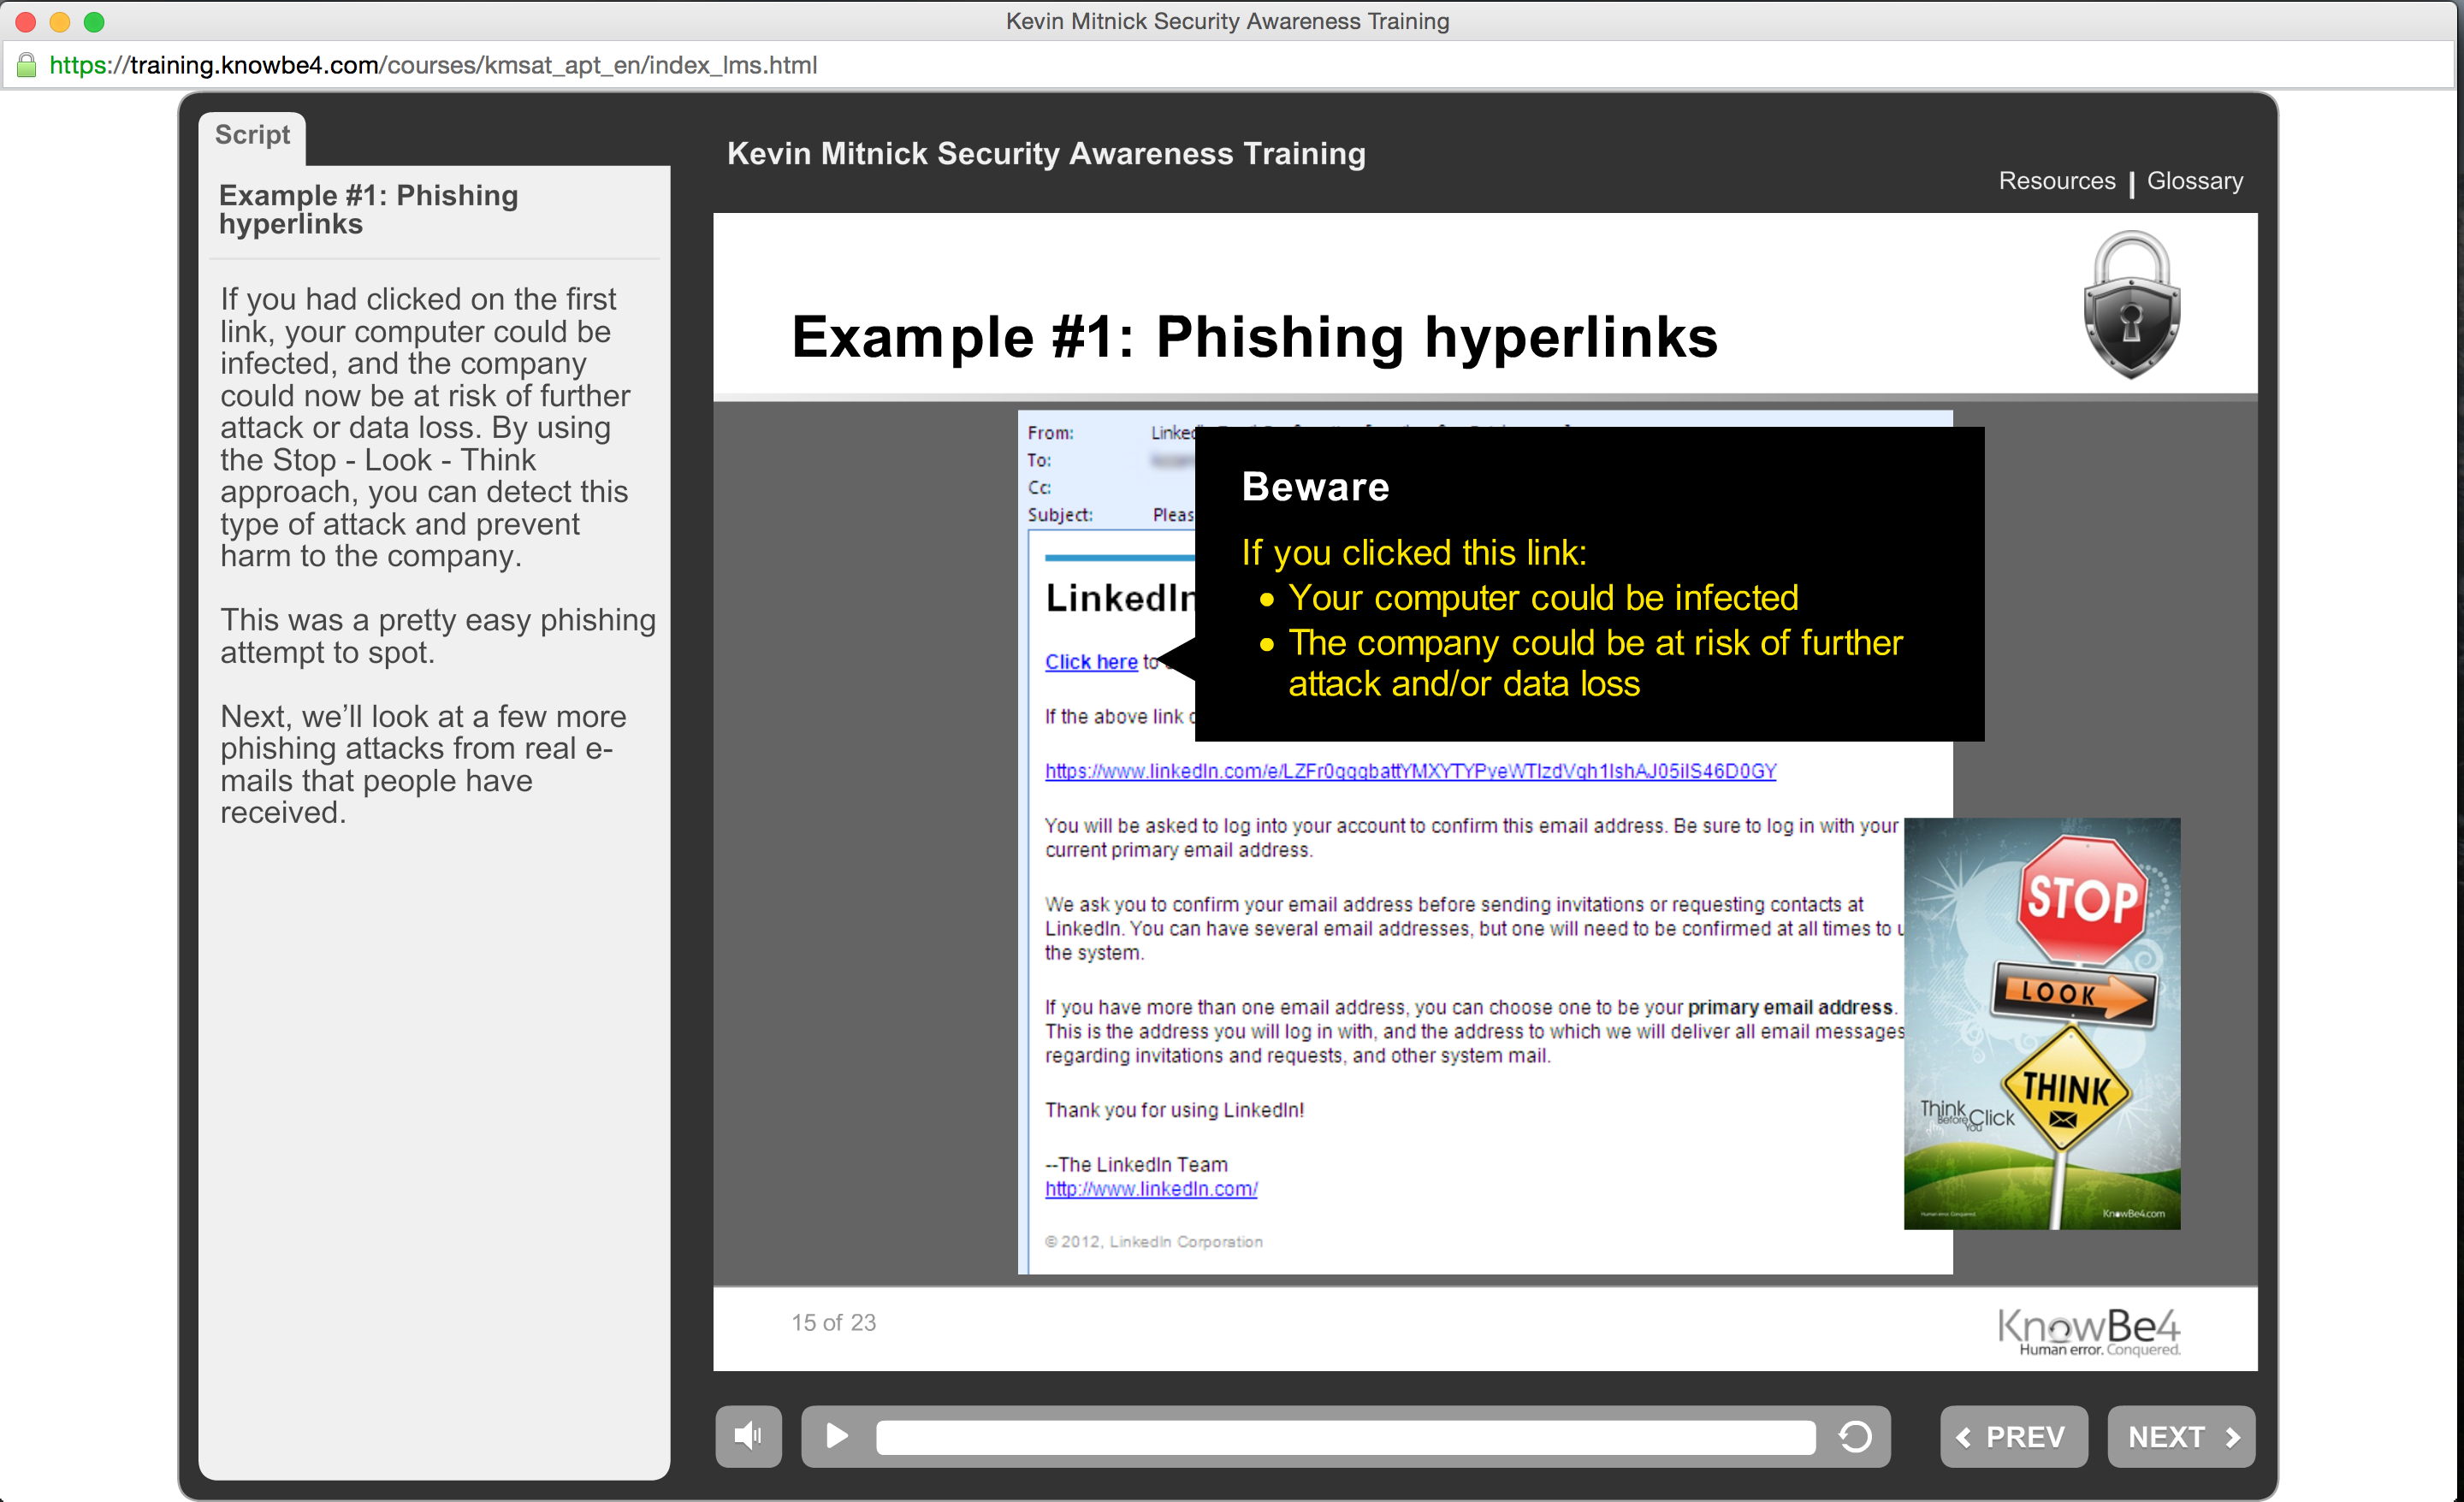 Kevin Mitnick Security Awareness Training
https://training.knowbe4.com/courses/kmsat_apt_en/index_lms.html
Script
Example #1: Phishing
hyperlinks
If you had clicked on the first
link, your computer could be
infected, and the company
could now be at risk of further
attack or data loss. By using
the Stop - Look - Think
approach, you can detect this
type of attack and prevent
harm to the company.
This was a pretty easy phishing
attempt to spot.
Next, we'll look at a few more
phishing attacks from real e-
mails that people have
received.
Kevin Mitnick Security Awareness Training
Resources | Glossary
Example #1: Phishing hyperlinks
From:
To:
Cc:
Subject: Pleas
Beware
If you clicked this link:
• Your computer could be infected
• The company could be at risk of further
attack and/or data loss
LinkedIn
Click here to
If the above link
https://www.linkedIn.com/e/
You will be asked to log into your account to confirm this email address. Be sure to log in with your
current primary email address.
We ask you to confirm your email address before sending invitations or requesting contacts at
LinkedIn. You can have several email addresses, but one will need to be confirmed at all times to u
the system.
If you have more than one email address, you can choose one to be your primary email address.
This is the address you will log in with, and the address to which we will deliver all email messages
regarding invitations and requests, and other system mail.
Thank you for using LinkedIn!
--The LinkedIn Team
http://www.linkedIn.com/
© 2012, LinkedIn Corporation
STOP
LOOK
THINK
Think
Before
You
Click
KnowBe4.com
15 of 23
KnowBe4
Human error. Conquered.
PREV
NEXT